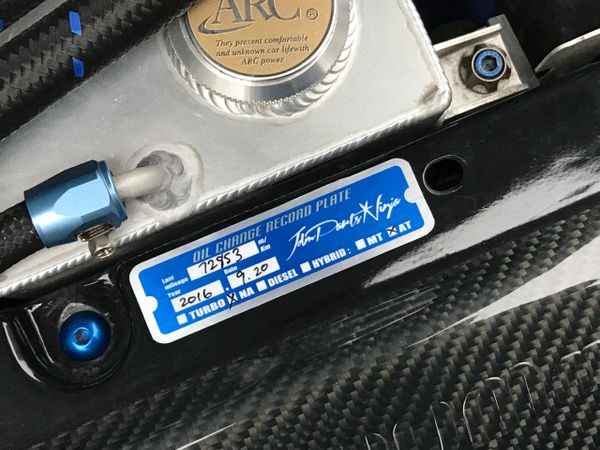 ARC®
They present comfortable
and unknown car lifewith
ARC power.
OIL CHANGE RECORD PLATE
Last mileage 72953 m/Km
Year 2016 . Date 9.20
TURBO NA DIESEL HYBRID: MT AT